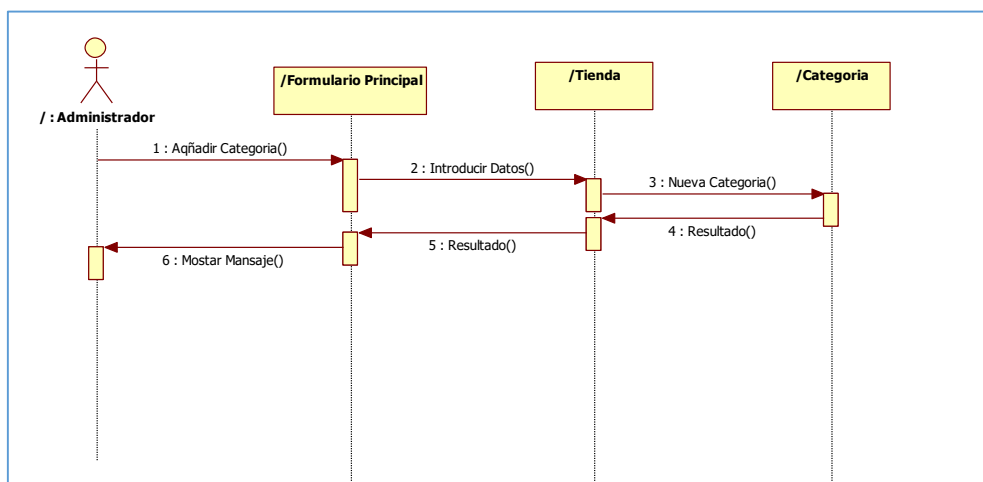 /Formulario Principal
/Tienda
/Categoria
/ : Administrador
1 : Aqñadir Categoria()
2 : Introducir Datos()
3 : Nueva Categoria()
4 : Resultado()
5 : Resultado()
6 : Mostar Mansaje()